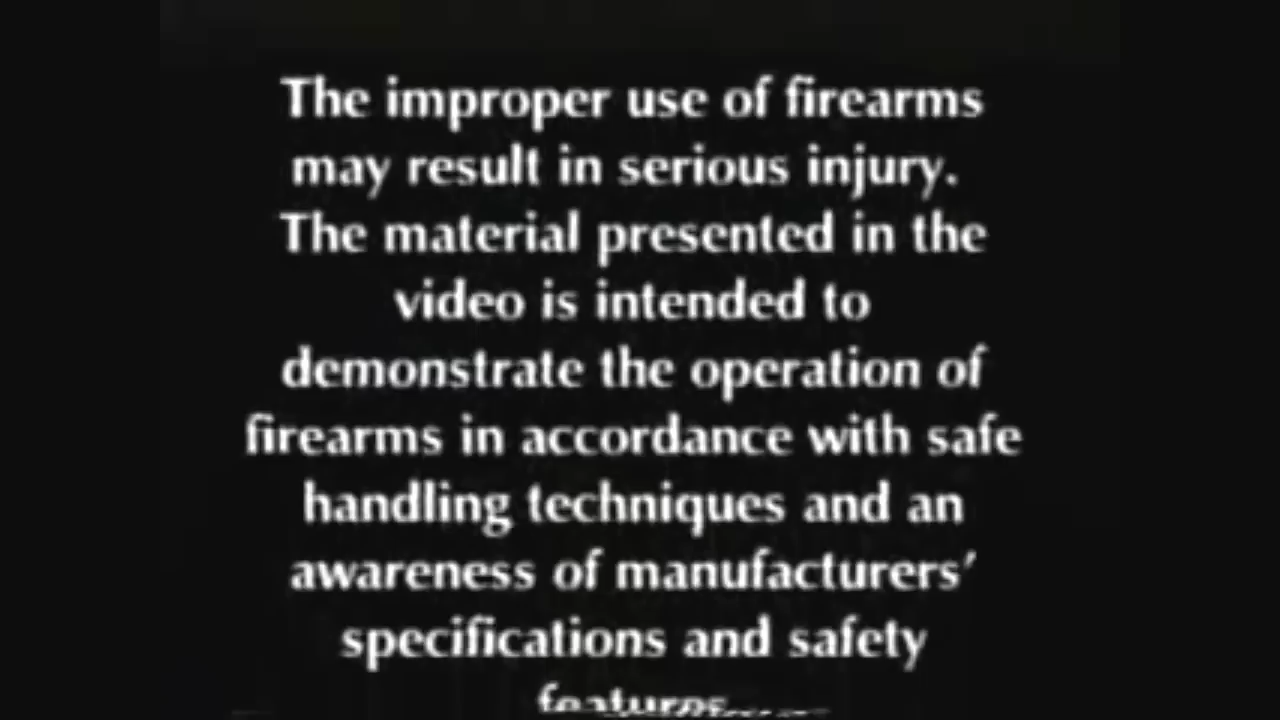 The improper use of firearms
may result in serious injury.
The material presented in the
video is intended to
demonstrate the operation of
firearms in accordance with safe
handling techniques and an
awareness of manufacturers’
specifications and safety
features